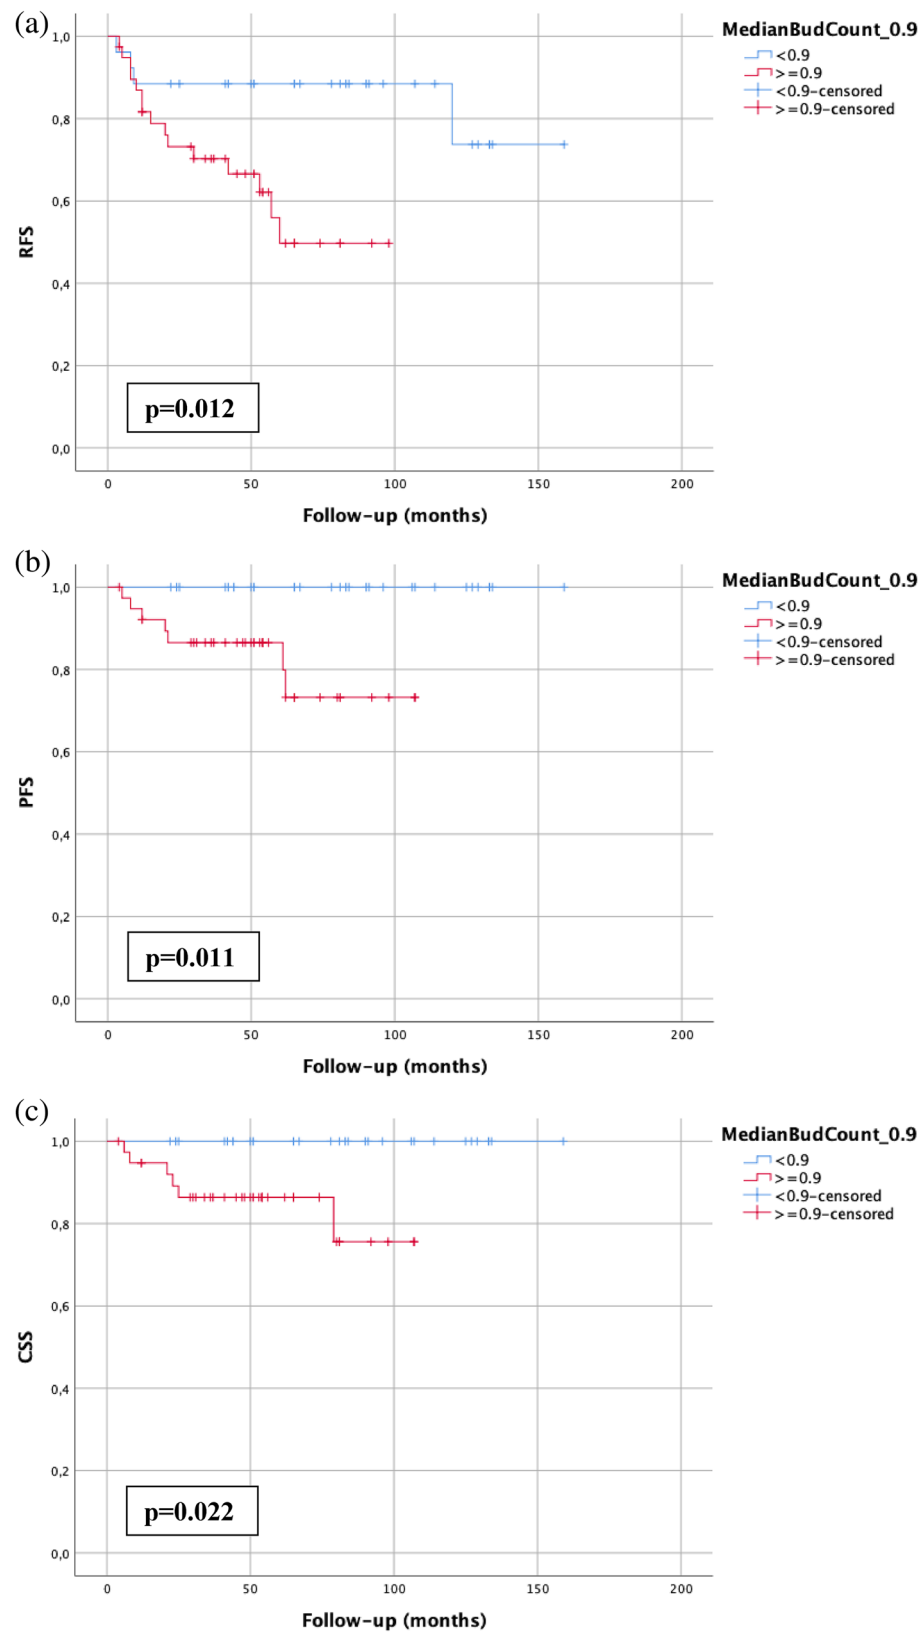 (a)
MedianBudCount_0.9
<0.9
>=0.9
<0.9-censored
>=0.9-censored
1,0
0,8
0,6
0,4
0,2
0,0
RFS
p=0.012
0 50 100 150 200
Follow-up (months)
(b)
MedianBudCount_0.9
<0.9
>=0.9
<0.9-censored
>=0.9-censored
1,0
0,8
0,6
0,4
0,2
0,0
PFS
p=0.011
0 50 100 150 200
Follow-up (months)
(c)
MedianBudCount_0.9
<0.9
>=0.9
<0.9-censored
>=0.9-censored
1,0
0,8
0,6
0,4
0,2
0,0
CSS
p=0.022
0 50 100 150 200
Follow-up (months)